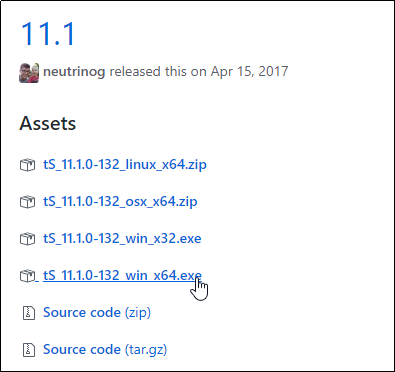 11.1
neutrinog released this on Apr 15, 2017
Assets
tS_11.1.0-132_linux_x64.zip
tS_11.1.0-132_osx_x64.zip
tS_11.1.0-132_win_x32.exe
tS_11.1.0-132_win_x64.exe
Source code (zip)
Source code (tar.gz)